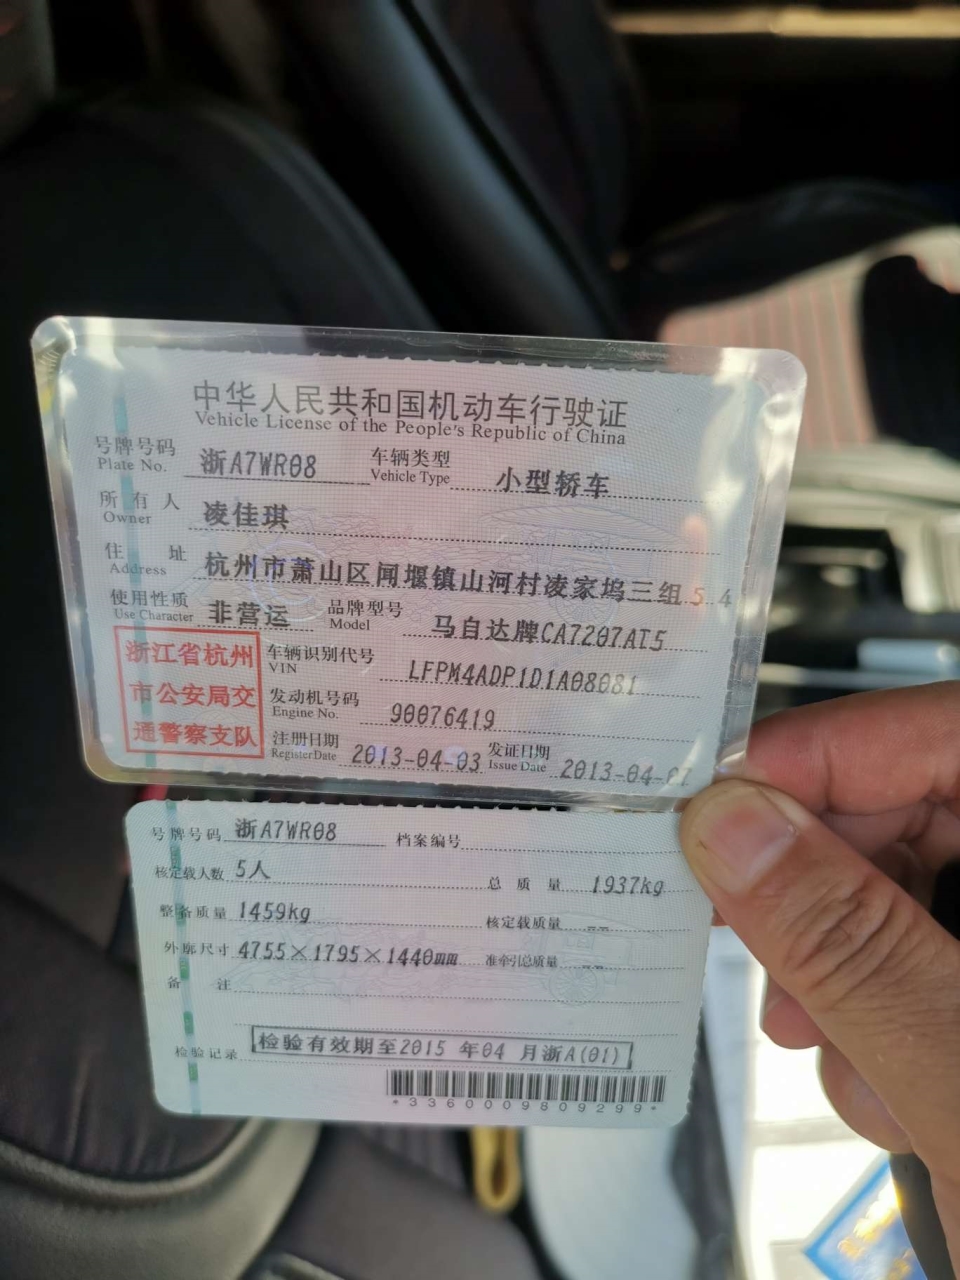 中华人民共和国机动车行驶证
Vehicle License of the People's Republic of China
号牌号码 浙A7WR08 车辆类型 小型轿车
Plate No. Vehicle Type
所有人 凌佳琪
Owner
住址 杭州市萧山区闻堰镇山河村凌家坞三组54
Address
使用性质 非营运 品牌型号 马自达牌CA7207AT5
Use Character Model
浙江省杭州
市公安局交
通警察支队
车辆识别代号 LFPM4ADP1D1A08081
VIN
发动机号码 90076419
Engine No.
注册日期 2013-04-03 发证日期 2013-04-07
Register Date Issue Date
号牌号码 浙A7WR08 档案编号
核定载人数 5人 总质量 1937kg
整备质量 1459kg 核定载质量 --
外廓尺寸 4755×1795×1440mm 准牵引总质量 --
备注
检验记录 检验有效期至2015 年04 月浙A(01)
*3360009809299*